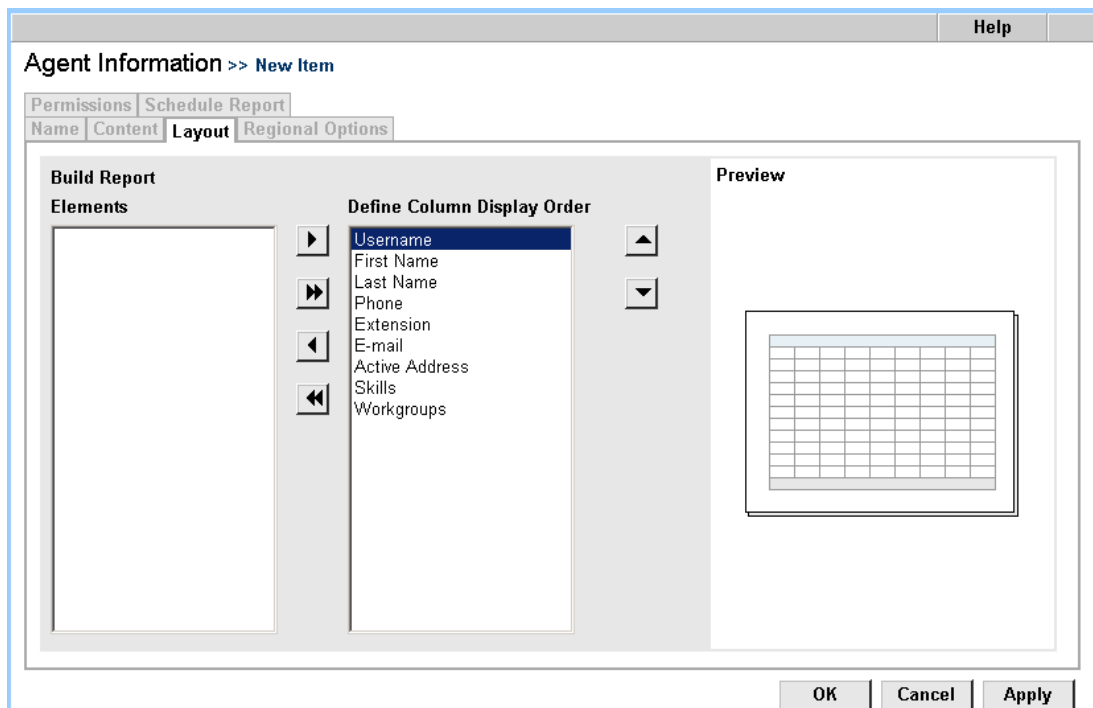 Help
Agent Information >> New Item
Permissions Schedule Report
Name Content Layout Regional Options
Build Report
Preview
Elements
Define Column Display Order
Username
First Name
Last Name
Phone
Extension
E-mail
Active Address
Skills
Workgroups
OK Cancel Apply